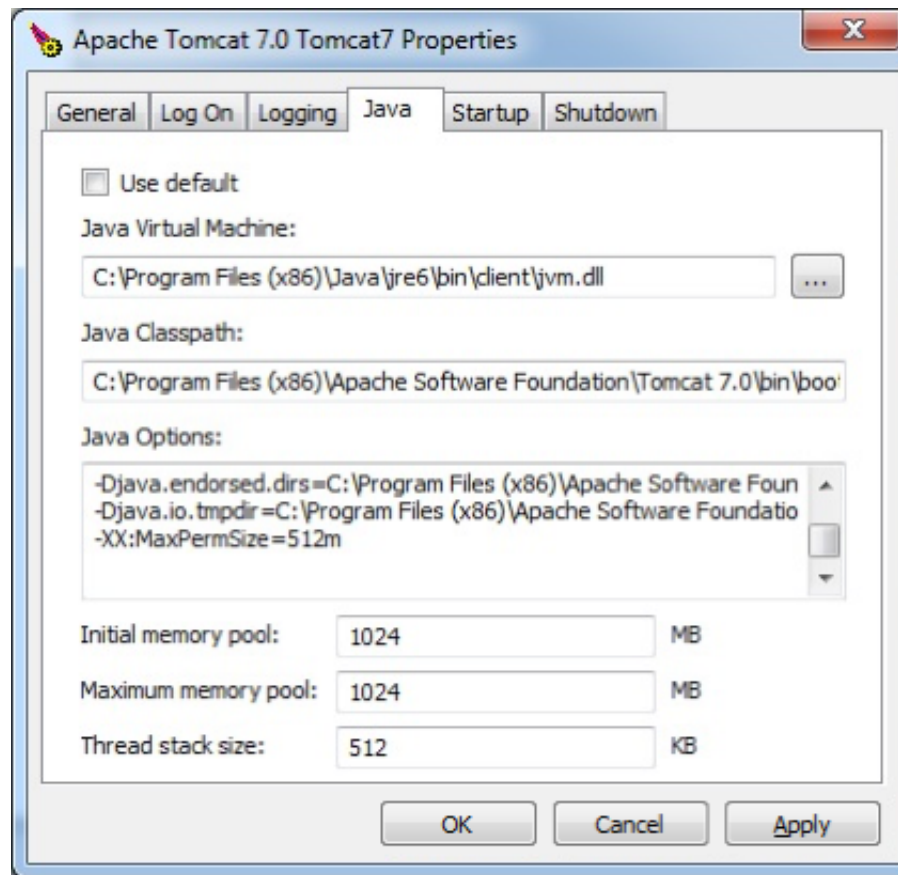 Apache Tomcat 7.0 Tomcat7 Properties
General Log On Logging Java Startup Shutdown
Use default
Java Virtual Machine:
C:\Program Files (x86)\Java\jre6\bin\client\jvm.dll
...
Java Classpath:
C:\Program Files (x86)\Apache Software Foundation\Tomcat 7.0\bin\boot
Java Options:
-Djava.endorsed.dirs=C:\Program Files (x86)\Apache Software Foun
-Djava.io.tmpdir=C:\Program Files (x86)\Apache Software Foundatio
-XX:MaxPermSize=512m
Initial memory pool: 1024 MB
Maximum memory pool: 1024 MB
Thread stack size: 512 KB
OK Cancel Apply